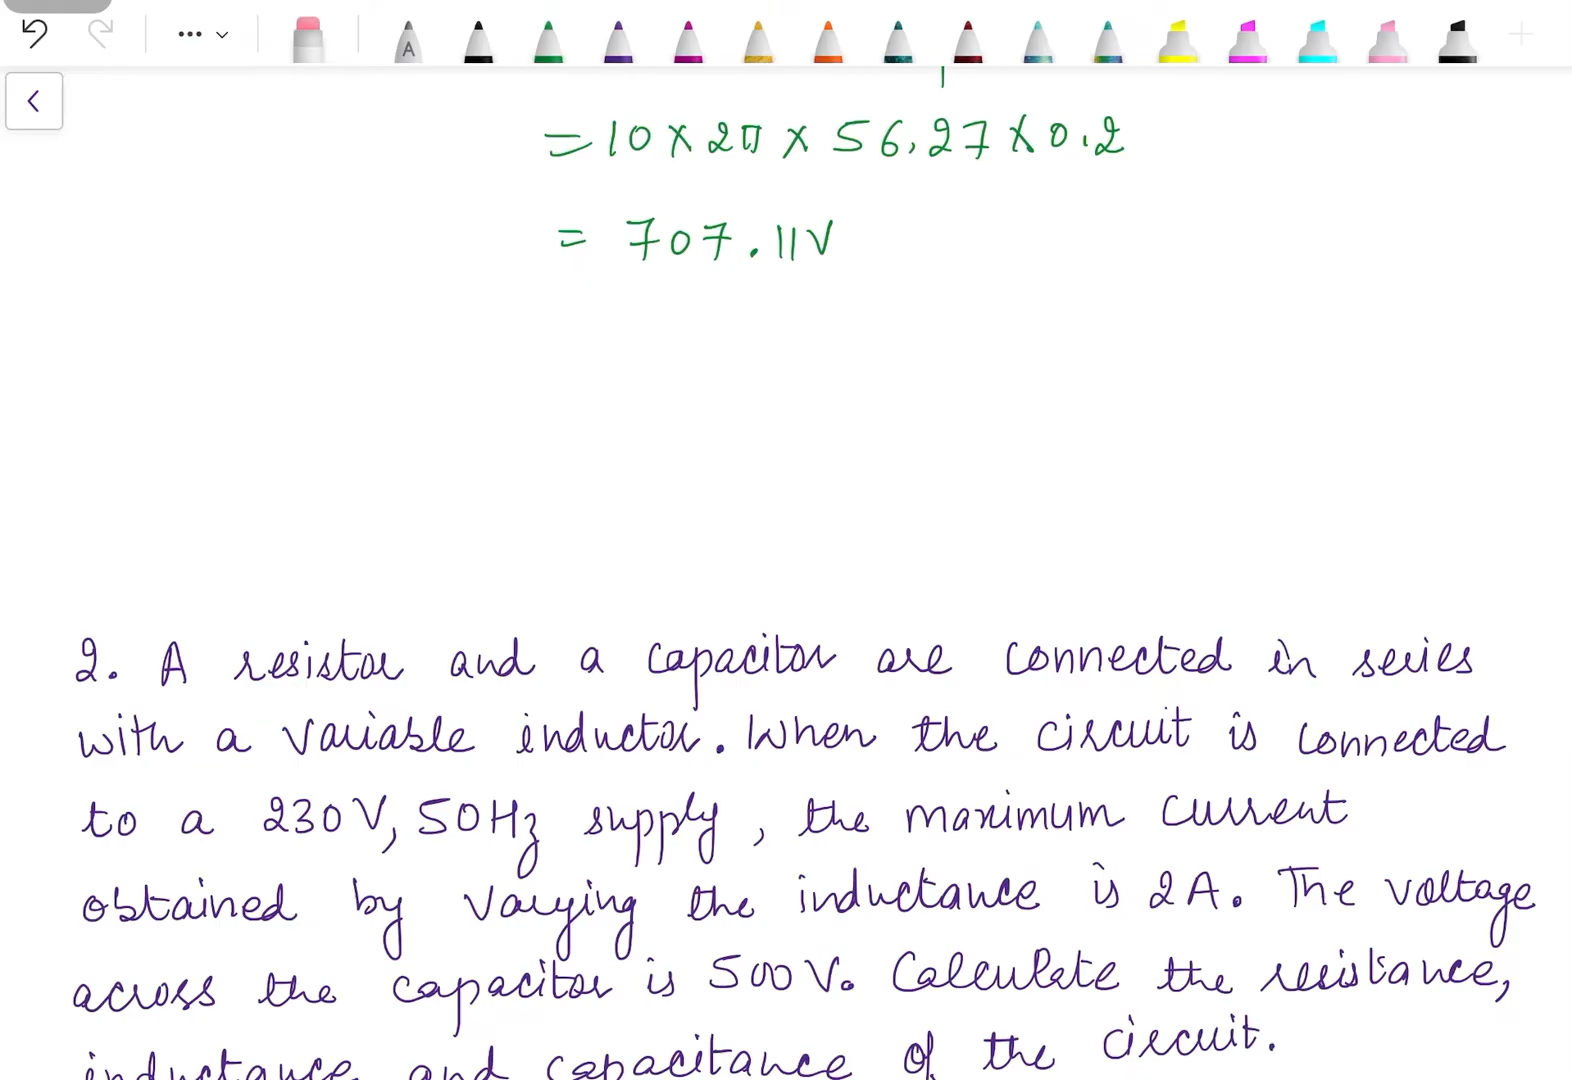 A
= 10 × 2π × 56.27 × 0.2
= 707.11V
2. A resistor and a capacitor are connected in series
with a variable inductor. When the circuit is connected
to a 230V, 50Hz supply, the maximum current
obtained by varying the inductance is 2A. The voltage
across the capacitor is 500V. Calculate the resistance,
inductance and capacitance of the circuit.